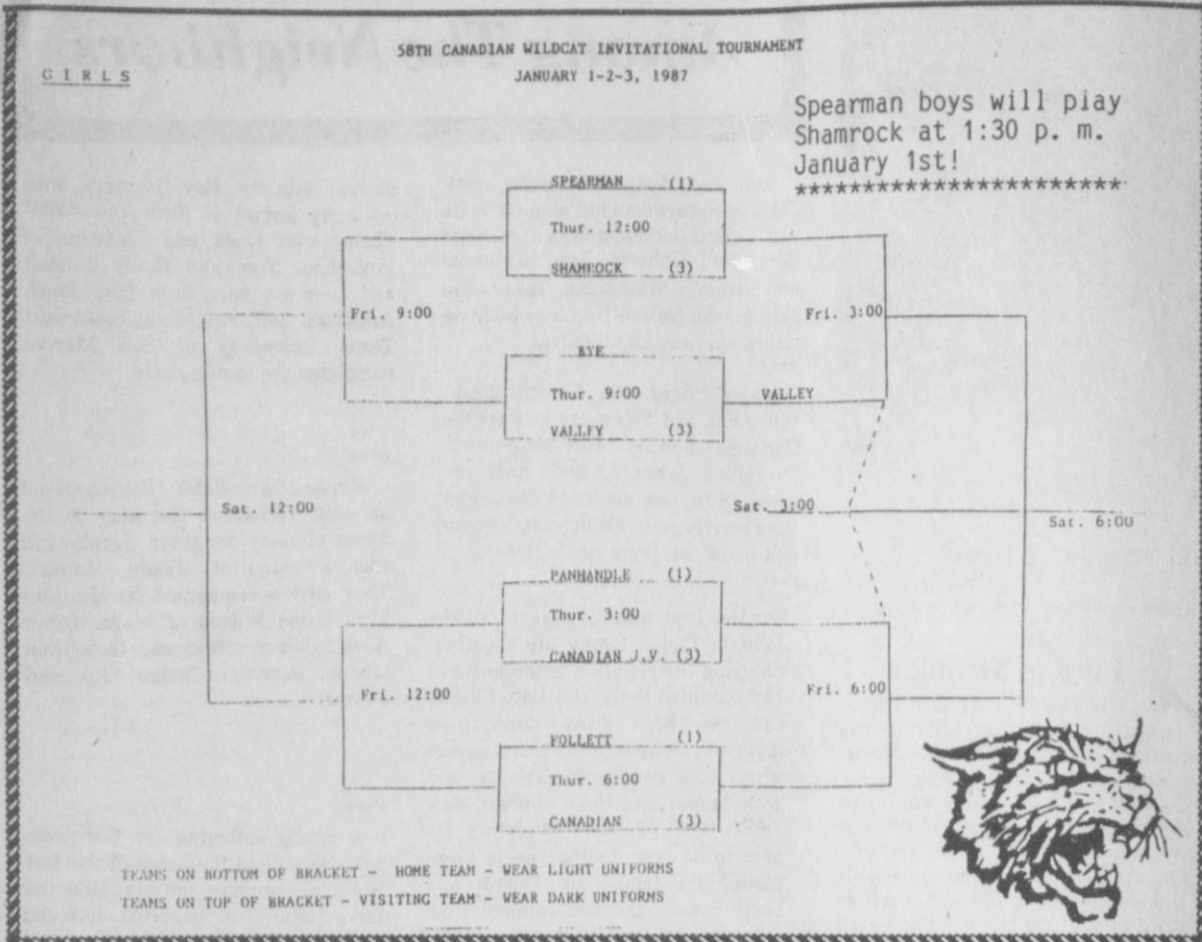 58TH CANADIAN WILDCAT INVITATIONAL TOURNAMENT
GIRLS
JANUARY 1-2-3, 1987
Spearman boys will play
Shamrock at 1:30 p. m.
January 1st!
************************
SPEARMAN (1)
Thur. 12:00
SHAMROCK (3)
Fri. 9:00
Fri. 3:00
BYE
Thur. 9:00
VALLEY
VALLEY (3)
Sat. 12:00
Sat. 3:00
Sat. 6:00
PANHANDLE (1)
Thur. 3:00
CANADIAN J.V. (3)
Fri. 12:00
Fri. 6:00
FOLLETT (1)
Thur. 6:00
CANADIAN (3)
TEAMS ON BOTTOM OF BRACKET - HOME TEAM - WEAR LIGHT UNIFORMS
TEAMS ON TOP OF BRACKET - VISITING TEAM - WEAR DARK UNIFORMS